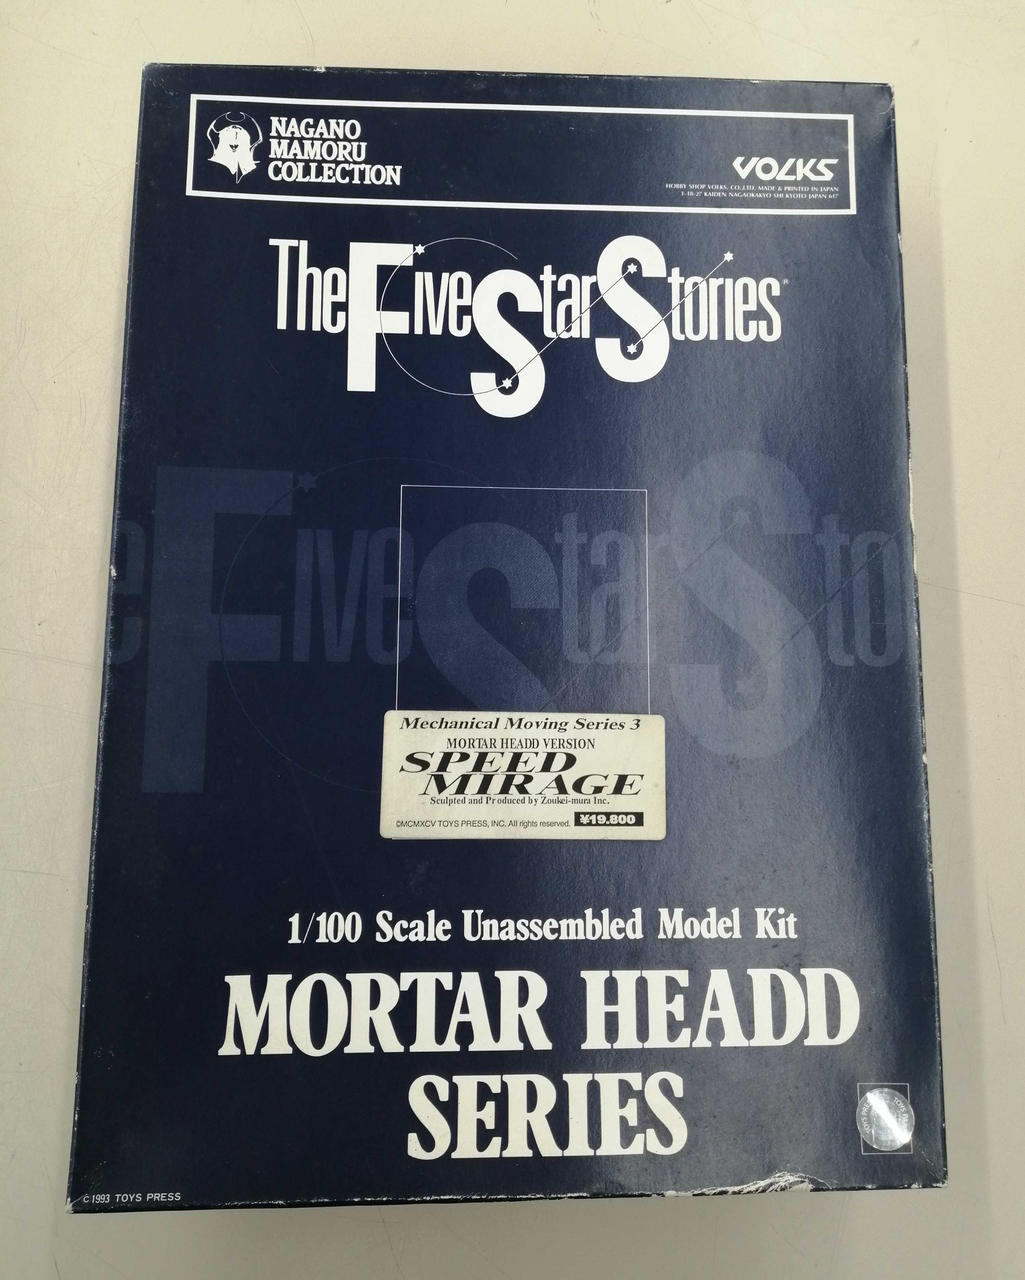 NAGANO
MAMORU
COLLECTION
VOLKS
HOBBY SHOP VOLKS. CO.,LTD. MADE & PRINTED IN JAPAN
1-18-27 KAIDEN NAGAOKAKYO SHI KYOTO JAPAN 617
The Five Star Stories®
e Five Star Sto
Mechanical Moving Series 3
MORTAR HEADD VERSION
SPEED
MIRAGE
Sculpted and Produced by Zoukei-mura Inc.
©MCMXCV TOYS PRESS, INC. All rights reserved. ¥19.800
1/100 Scale Unassembled Model Kit
MORTAR HEADD
SERIES
TOYS PRESS
©1993 TOYS PRESS